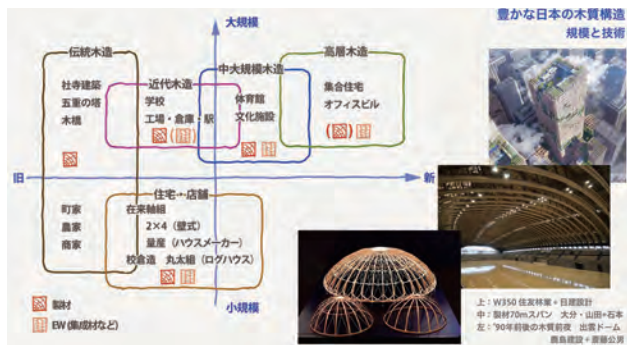 豊かな日本の木質構造
規模と技術
大規模
伝統木造
近代木造
中大規模木造
高層木造
社寺建築
五重の塔
木橋
学校
工場・倉庫・駅
体育館
文化施設
集合住宅
オフィスビル
旧
新
町家
農家
商家
住宅・店舗
在来軸組
2×4（壁式）
量産（ハウスメーカー）
校倉造 丸太組（ログハウス）
小規模
製材
EW(集成材など)
上：W350 住友林業＋日建設計
中：製材70mスパン 大分・山田＋石本
左：'90年前後の木質前夜 出雲ドーム
鹿島建設＋斎藤公男